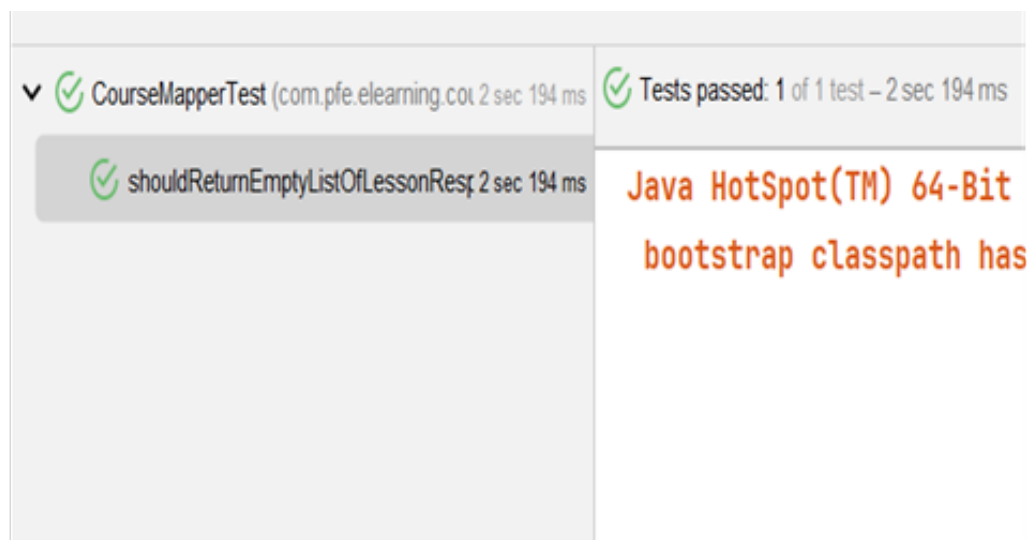 CourseMapperTest (com.pfe.elearning.cou 2 sec 194 ms
shouldReturnEmptyListOfLessonResp 2 sec 194 ms
Tests passed: 1 of 1 test – 2 sec 194 ms
Java HotSpot(TM) 64-Bit
bootstrap classpath has